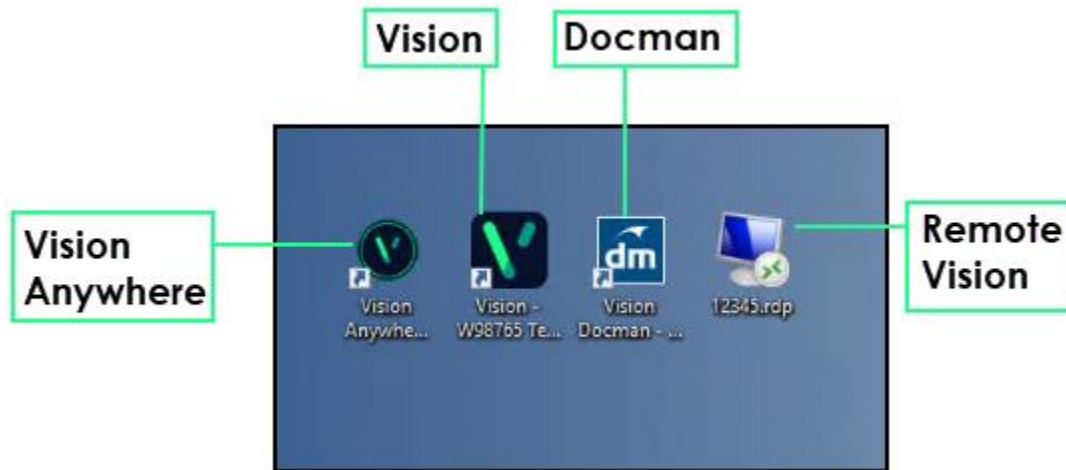 Vision
Docman
Vision
Anywhere
Remote
Vision
dm
Vision
Anywhe...
Vision -
W98765 Te...
Vision
Docman - ...
12345.rdp